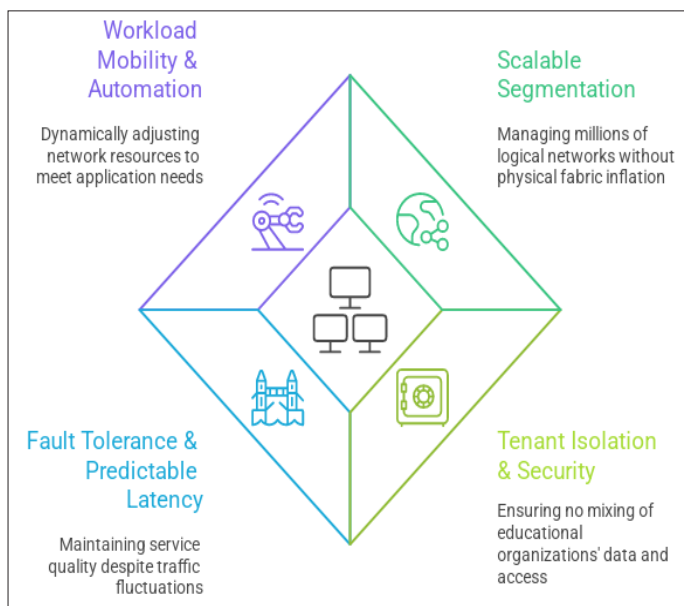 Workload
Mobility &
Automation
Dynamically adjusting
network resources to
meet application needs
Scalable
Segmentation
Managing millions of
logical networks without
physical fabric inflation
Fault Tolerance &
Predictable
Latency
Maintaining service
quality despite traffic
fluctuations
Tenant Isolation
& Security
Ensuring no mixing of
educational
organizations' data and
access